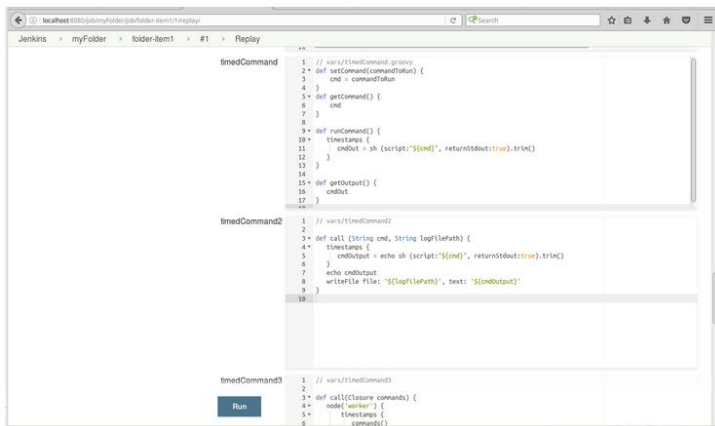 localhost:8080/job/myFolder/job/folder-item1/1/replay/
Search
Jenkins › myFolder › folder-item1 › #1 › Replay
timedCommand
1 // vars/timedCommand.groovy
2 def setCommand(commandToRun) {
3 cmd = commandToRun
4 }
5 def getCommand() {
6 cmd
7 }
8
9 def runCommand() {
10 timestamps {
11 cmdOut = sh (script:"${cmd}", returnStdout:true).trim()
12 }
13 }
14
15 def getOutput() {
16 cmdOut
17 }
timedCommand2
1 // vars/timedCommand2
2
3 def call (String cmd, String logFilePath) {
4 timestamps {
5 cmdOutput = echo sh (script:"${cmd}", returnStdout:true).trim()
6 }
7 echo cmdOutput
8 writeFile file: "${logFilePath}", text: "${cmdOutput}"
9 }
10
timedCommand3
1 // vars/timedCommand3
2
3 def call(Closure commands) {
4 node('worker') {
5 timestamps {
6 commands()
Run